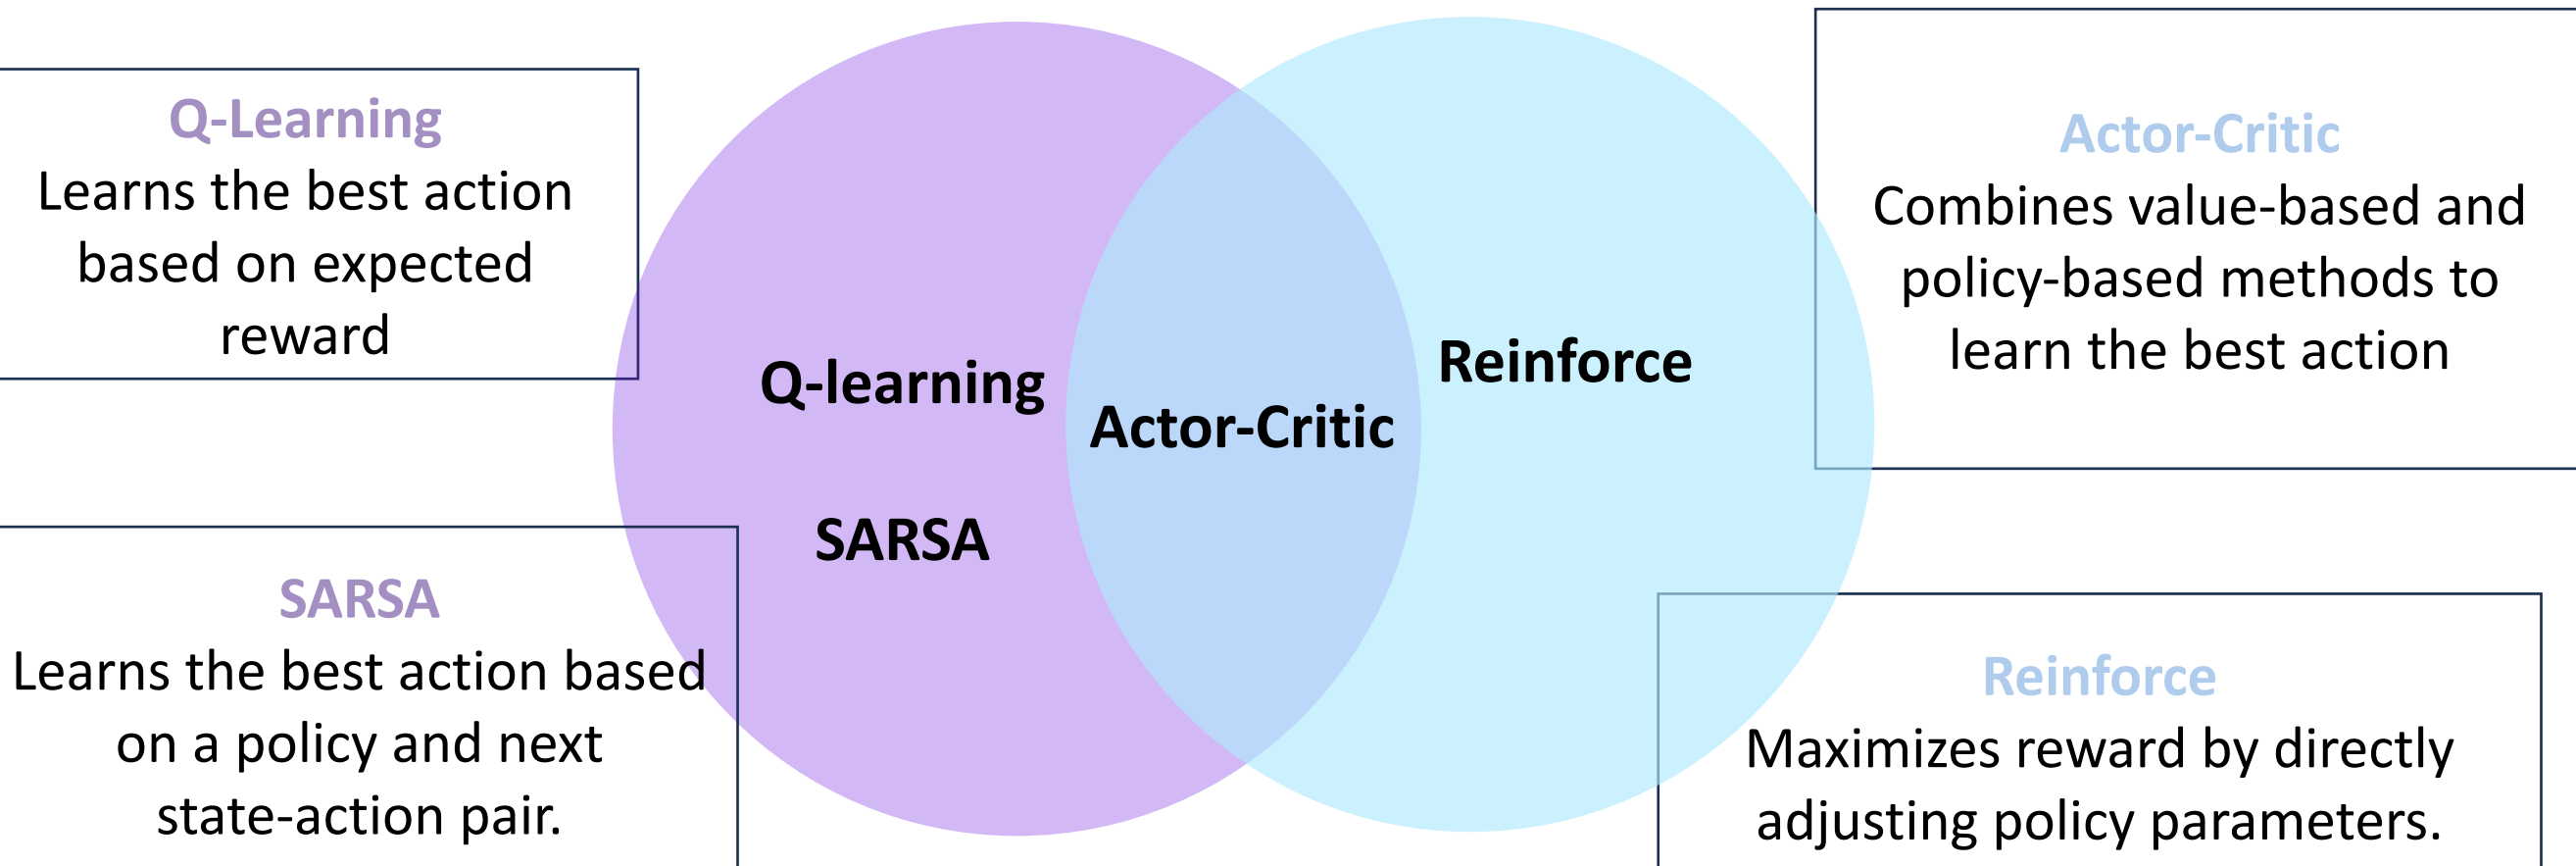 Q-Learning
Learns the best action
based on expected
reward
SARSA
Learns the best action based
on a policy and next
state-action pair.
Q-learning
SARSA
Actor-Critic
Reinforce
Actor-Critic
Combines value-based and
policy-based methods to
learn the best action
Reinforce
Maximizes reward by directly
adjusting policy parameters.